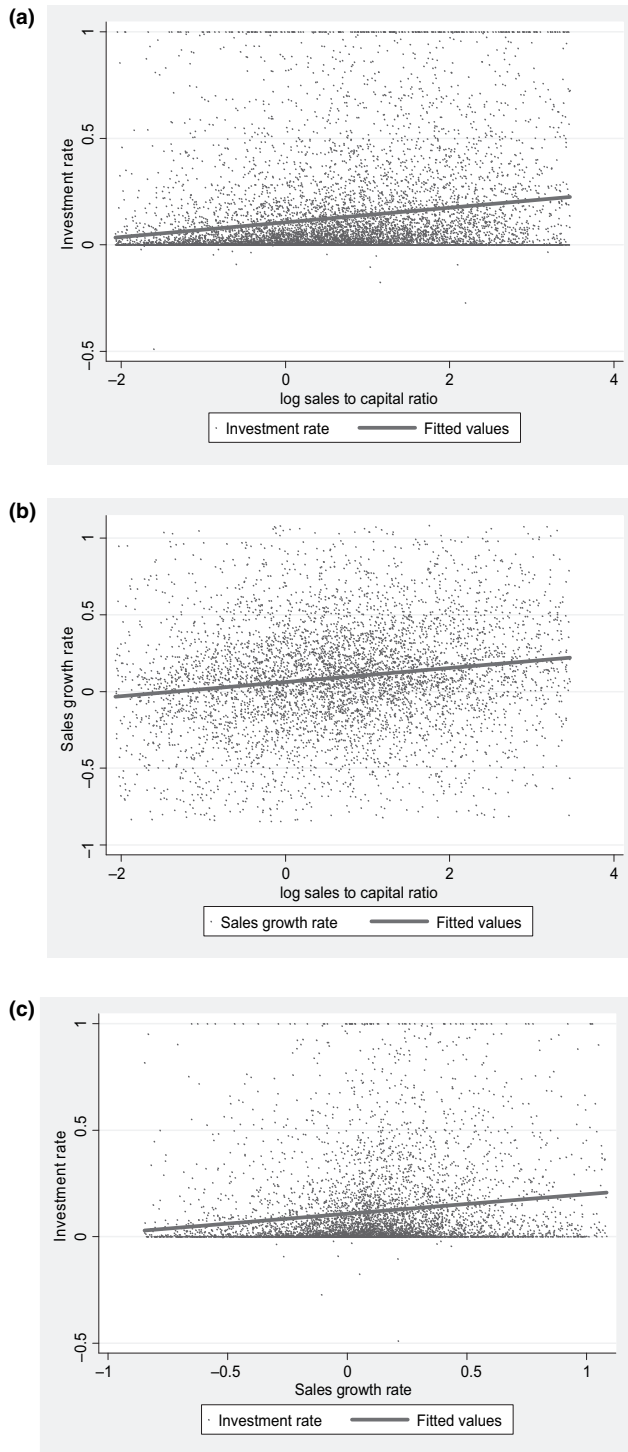 (a)
1
0.5
0
–0.5
Investment rate
–2
0
2
4
log sales to capital ratio
Investment rate
Fitted values
(b)
1
0.5
0
–0.5
–1
Sales growth rate
–2
0
2
4
log sales to capital ratio
Sales growth rate
Fitted values
(c)
1
0.5
0
–0.5
Investment rate
–1
–0.5
0
0.5
1
Sales growth rate
Investment rate
Fitted values